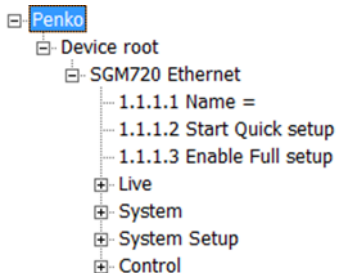 Penko
Device root
SGM720 Ethernet
1.1.1.1 Name =
1.1.1.2 Start Quick setup
1.1.1.3 Enable Full setup
Live
System
System Setup
Control